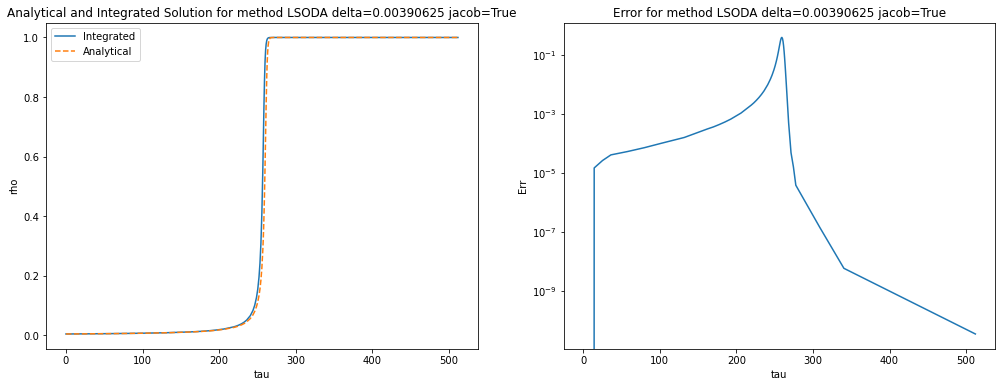 Analytical and Integrated Solution for method LSODA delta=0.00390625 jacob=True
Integrated
Analytical
1.0
0.8
0.6
0.4
0.2
0.0
rho
0
100
200
300
400
500
tau
Error for method LSODA delta=0.00390625 jacob=True
10⁻¹
10⁻³
10⁻⁵
10⁻⁷
10⁻⁹
Err
0
100
200
300
400
500
tau